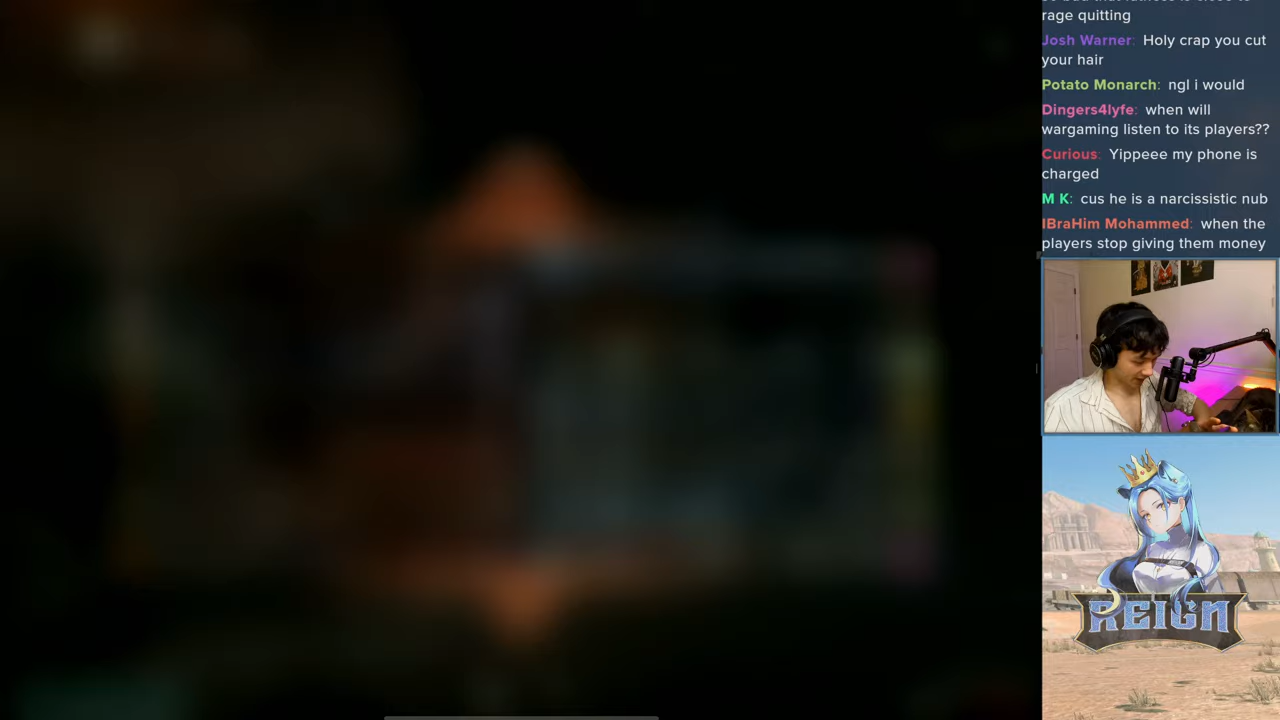 rage quitting
Josh Warner: Holy crap you cut
your hair
Potato Monarch: ngl i would
Dingers4lyfe: when will
wargaming listen to its players??
Curious: Yippeee my phone is
charged
M K: cus he is a narcissistic nub
IBraHim Mohammed: when the
players stop giving them money
REIGN